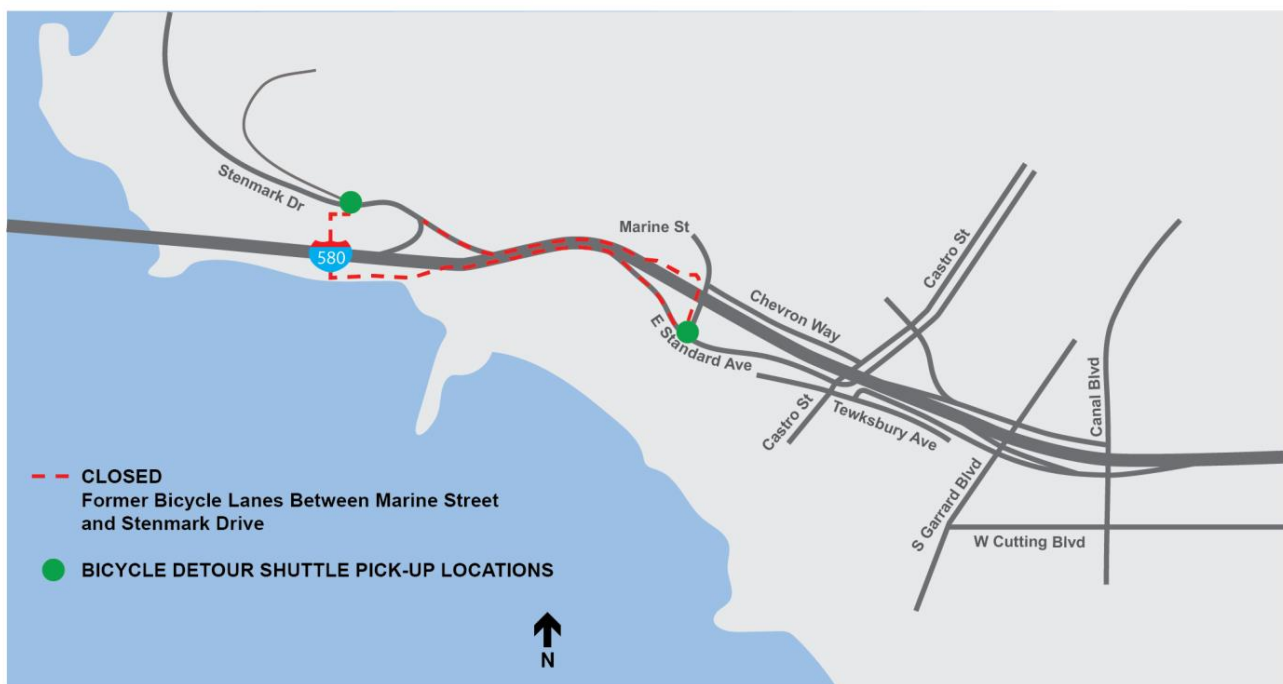 Stenmark Dr
580
Marine St
Castro St
Chevron Way
E Standard Ave
Castro St
Tewksbury Ave
Canal Blvd
S Garrard Blvd
W Cutting Blvd
CLOSED
Former Bicycle Lanes Between Marine Street
and Stenmark Drive
BICYCLE DETOUR SHUTTLE PICK-UP LOCATIONS
N